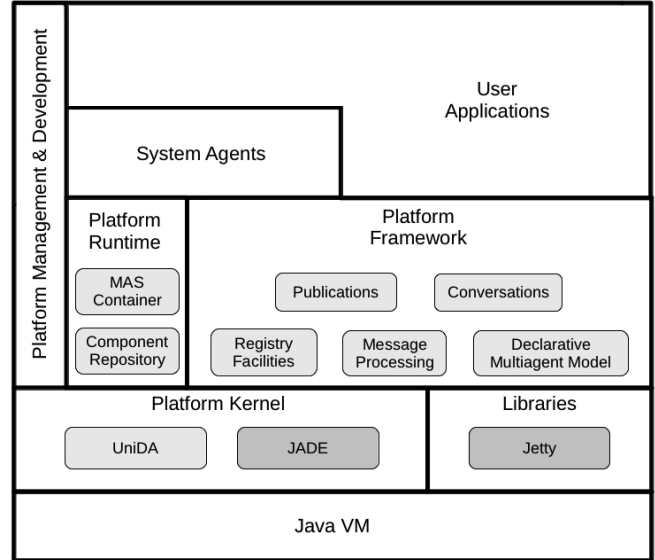 Platform Management & Development
User
Applications
System Agents
Platform
Runtime
MAS
Container
Component
Repository
Platform
Framework
Publications
Conversations
Registry
Facilities
Message
Processing
Declarative
Multiagent Model
Platform Kernel
UniDA
JADE
Libraries
Jetty
Java VM